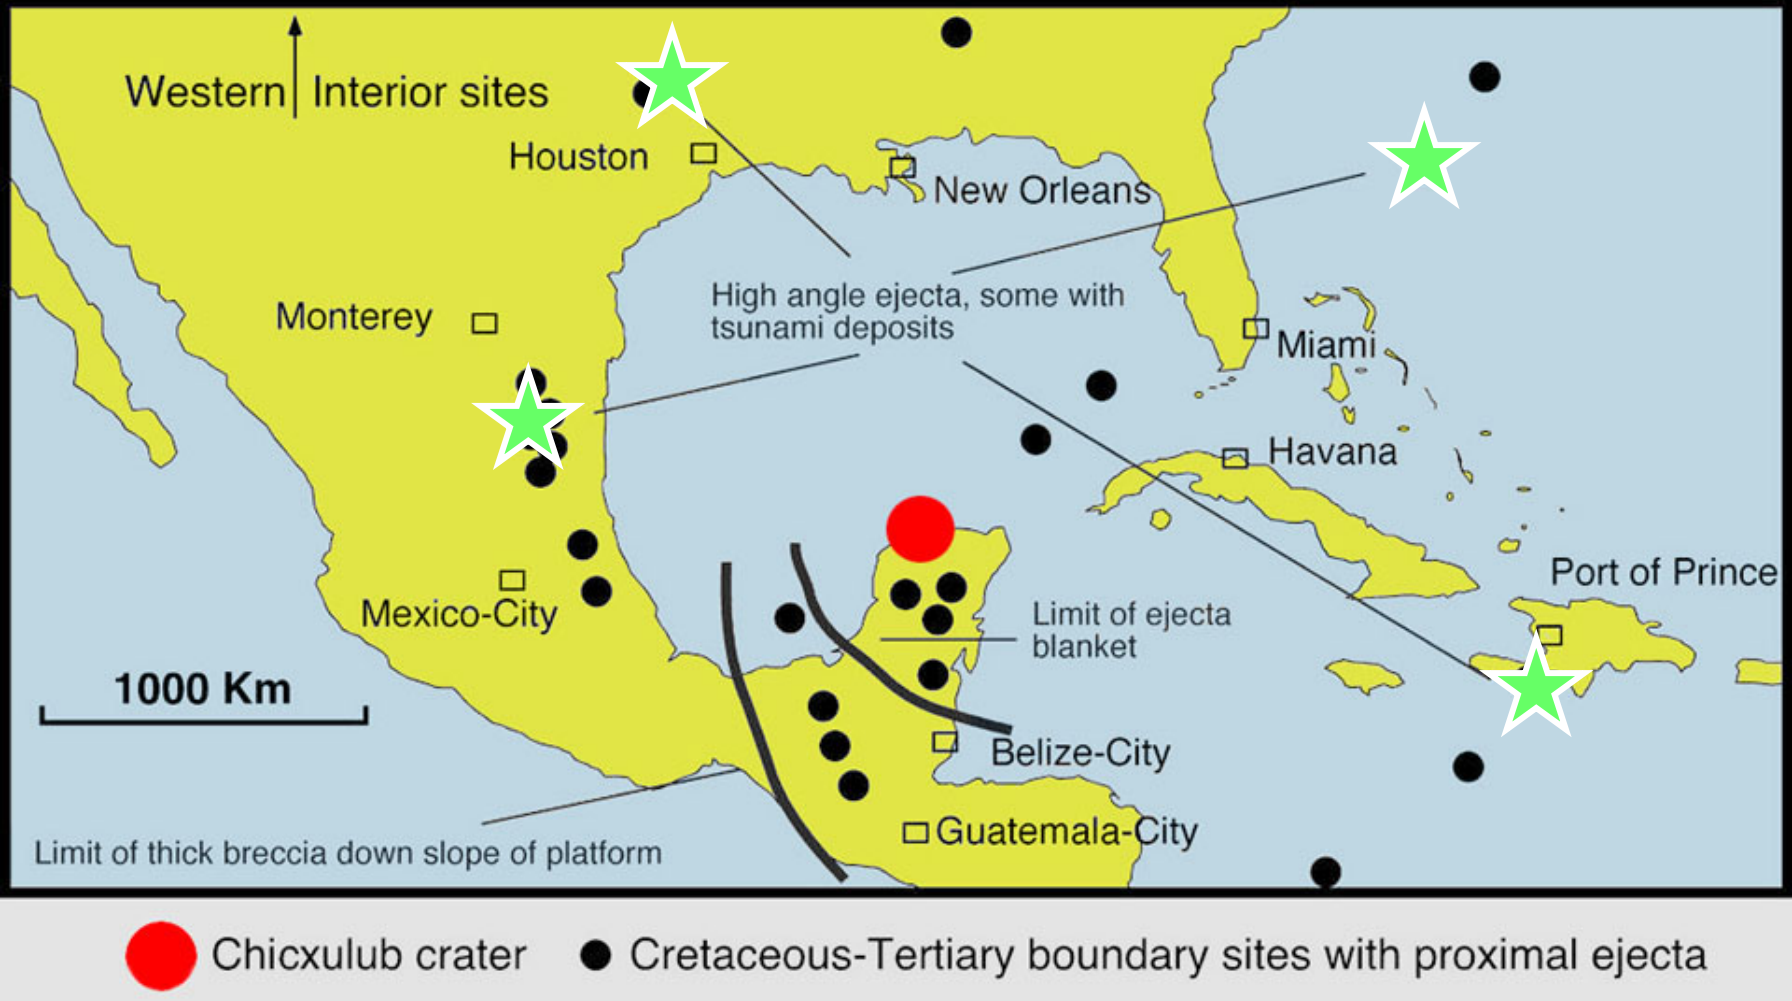 Western Interior sites
Houston
New Orleans
High angle ejecta, some with
tsunami deposits
Monterey
Miami
Havana
Port of Prince
Mexico-City
Limit of ejecta
blanket
1000 Km
Belize-City
Guatemala-City
Limit of thick breccia down slope of platform
Chicxulub crater
Cretaceous-Tertiary boundary sites with proximal ejecta